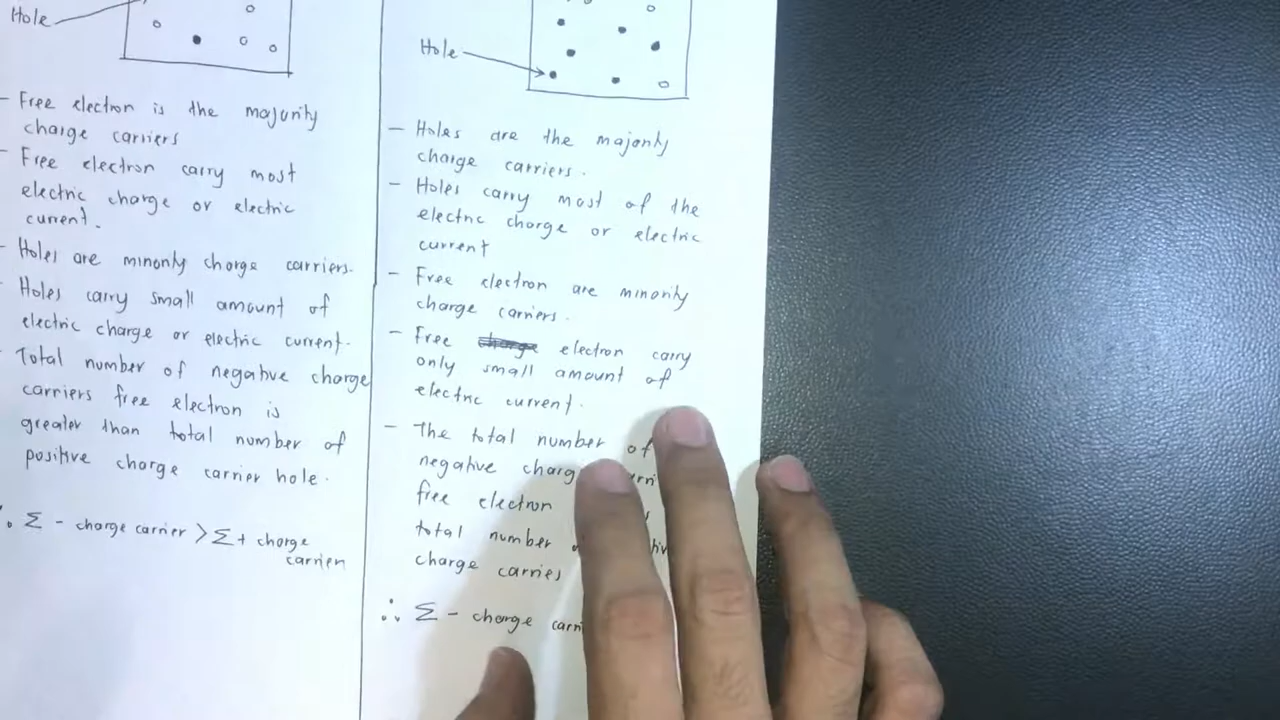 Hole
- Free electron is the majority
charge carriers
- Free electron carry most
electric charge or electric
current.
- Holes are minority charge carriers.
- Holes carry small amount of
electric charge or electric current.
- Total number of negative charge
carriers free electron is
greater than total number of
positive charge carrier hole.
∴ Σ - charge carrier > Σ + charge
carrier
Hole
- Holes are the majority
charge carriers.
- Holes carry most of the
electric charge or electric
current
- Free electron are minority
charge carriers.
- Free electron carry
only small amount of
electric current.
- The total number of
negative
free electron
total number
charge carries
∴ Σ - charge